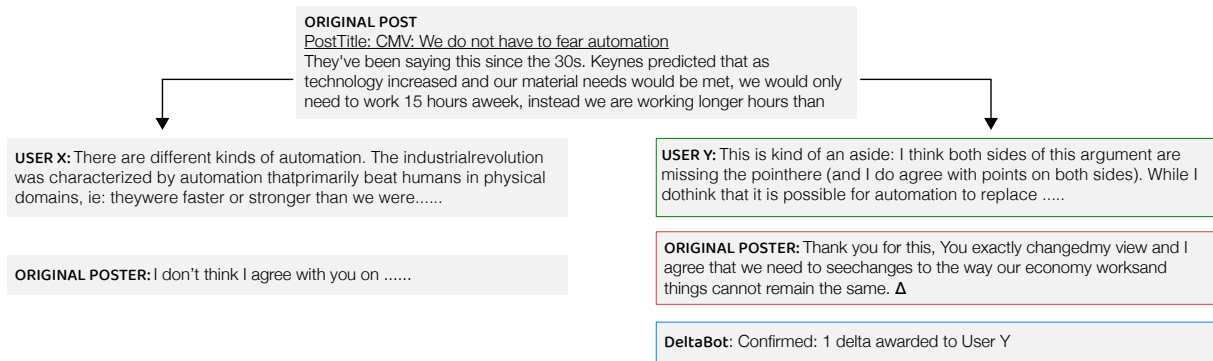 ORIGINAL POST
PostTitle: CMV: We do not have to fear automation
They've been saying this since the 30s. Keynes predicted that as
technology increased and our material needs would be met, we would only
need to work 15 hours aweek, instead we are working longer hours than
USER X: There are different kinds of automation. The industrialrevolution
was characterized by automation thatprimarily beat humans in physical
domains, ie: theywere faster or stronger than we were......
ORIGINAL POSTER: I don't think I agree with you on ......
USER Y: This is kind of an aside: I think both sides of this argument are
missing the pointhere (and I do agree with points on both sides). While I
dothink that it is possible for automation to replace .....
ORIGINAL POSTER: Thank you for this, You exactly changedmy view and I
agree that we need to seechanges to the way our economy worksand
things cannot remain the same. Δ
DeltaBot: Confirmed: 1 delta awarded to User Y